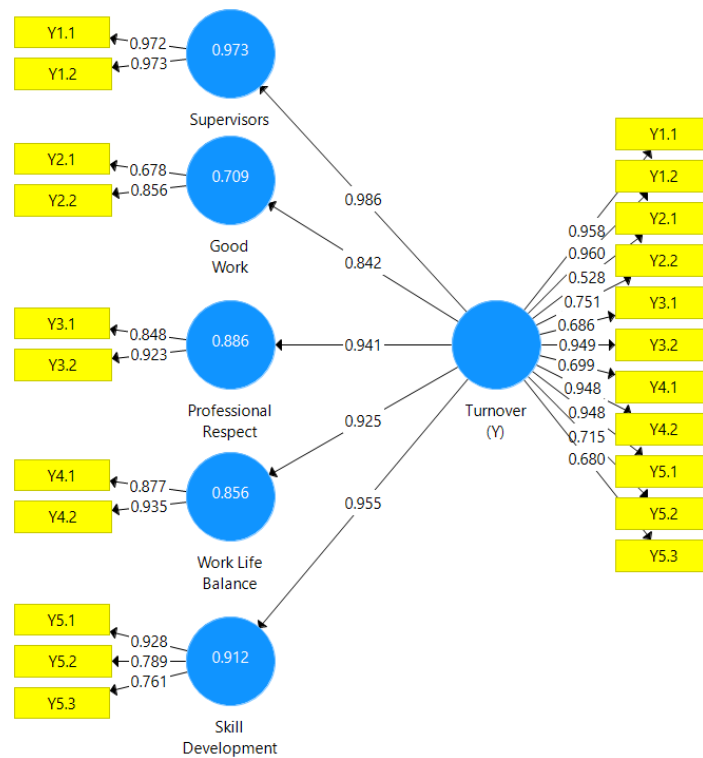 Y1.1
0.972
0.973
Y1.2
0.973
Supervisors
Y2.1
0.678
0.856
Y2.2
0.709
Good
Work
Y3.1
0.848
0.923
Y3.2
0.886
Professional
Respect
Y4.1
0.877
0.935
Y4.2
0.856
Work Life
Balance
Y5.1
0.928
Y5.2
0.789
0.761
Y5.3
0.912
Skill
Development
0.986
0.842
0.941
0.925
0.955
Turnover
(Y)
0.958
0.960
0.528
0.751
0.686
0.949
0.699
0.948
0.948
0.715
0.680
Y1.1
Y1.2
Y2.1
Y2.2
Y3.1
Y3.2
Y4.1
Y4.2
Y5.1
Y5.2
Y5.3